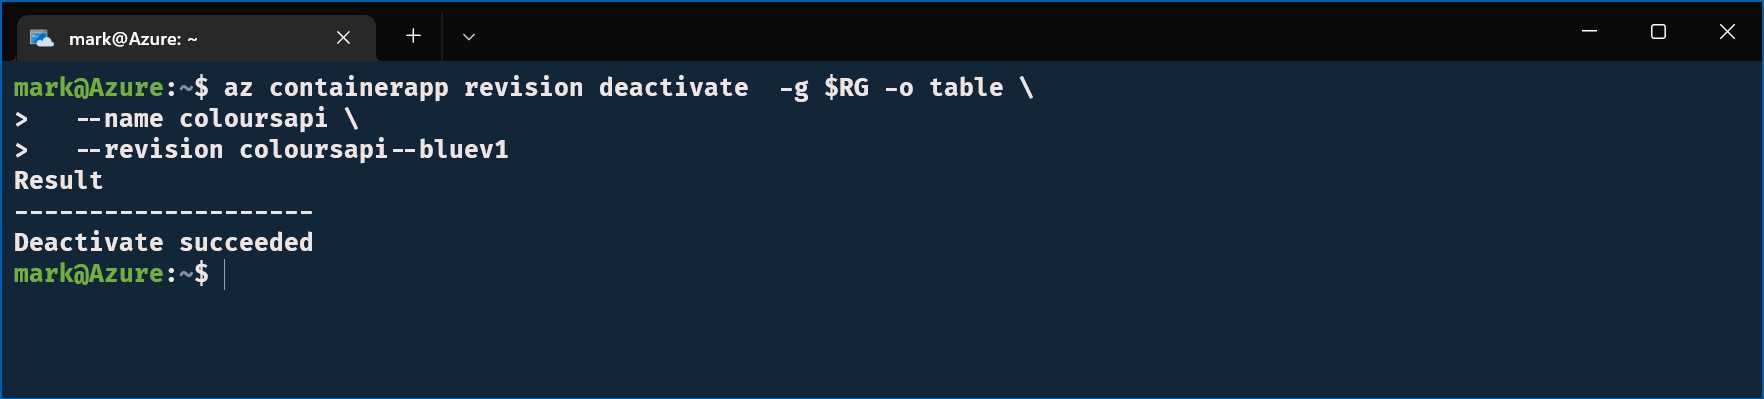 mark@Azure: ~
mark@Azure:~$ az containerapp revision deactivate  -g $RG -o table \
>   --name coloursapi \
>   --revision coloursapi--bluev1
Result
--------------------
Deactivate succeeded
mark@Azure:~$